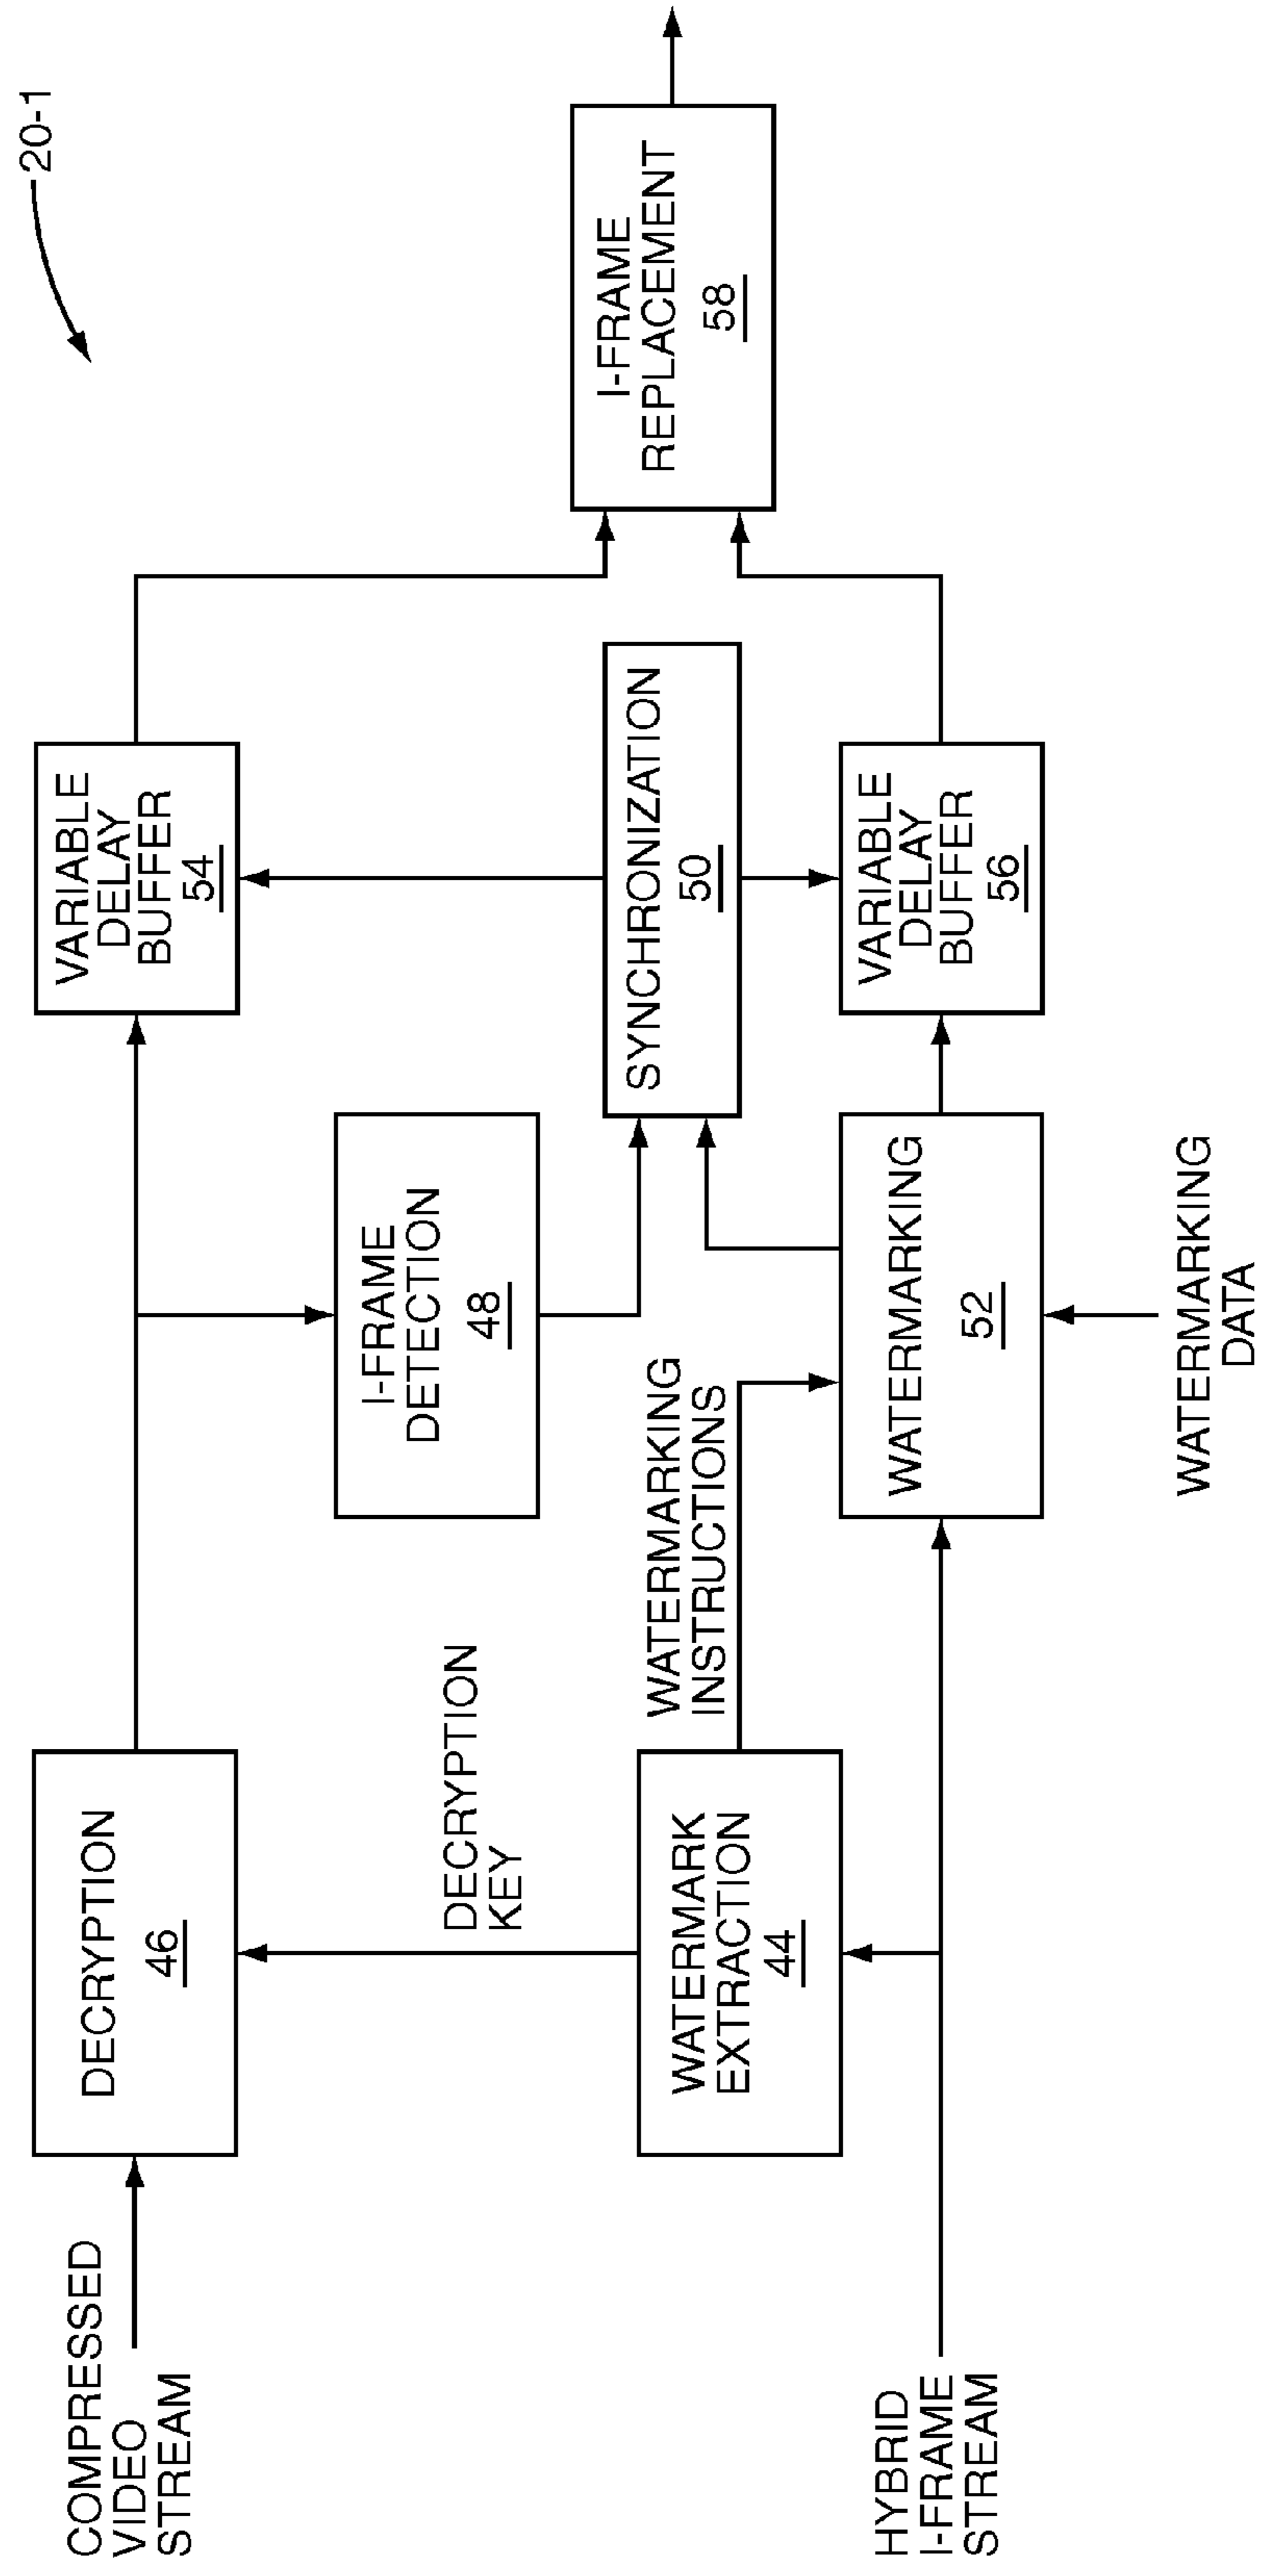 20-1
COMPRESSED
VIDEO
STREAM
DECRYPTION
46
VARIABLE
DELAY
BUFFER
54
I-FRAME
DETECTION
48
DECRYPTION
KEY
I-FRAME
REPLACEMENT
58
SYNCHRONIZATION
50
WATERMARKING
INSTRUCTIONS
WATERMARK
EXTRACTION
44
HYBRID
I-FRAME
STREAM
WATERMARKING
52
VARIABLE
DELAY
BUFFER
56
WATERMARKING
DATA